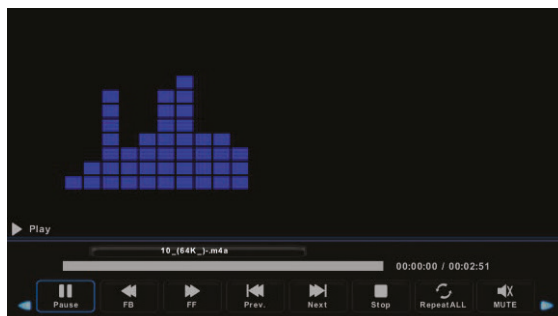 Play
10_(64K_)-.m4a
00:00:00 / 00:02:51
Pause FB FF Prev. Next Stop RepeatALL MUTE